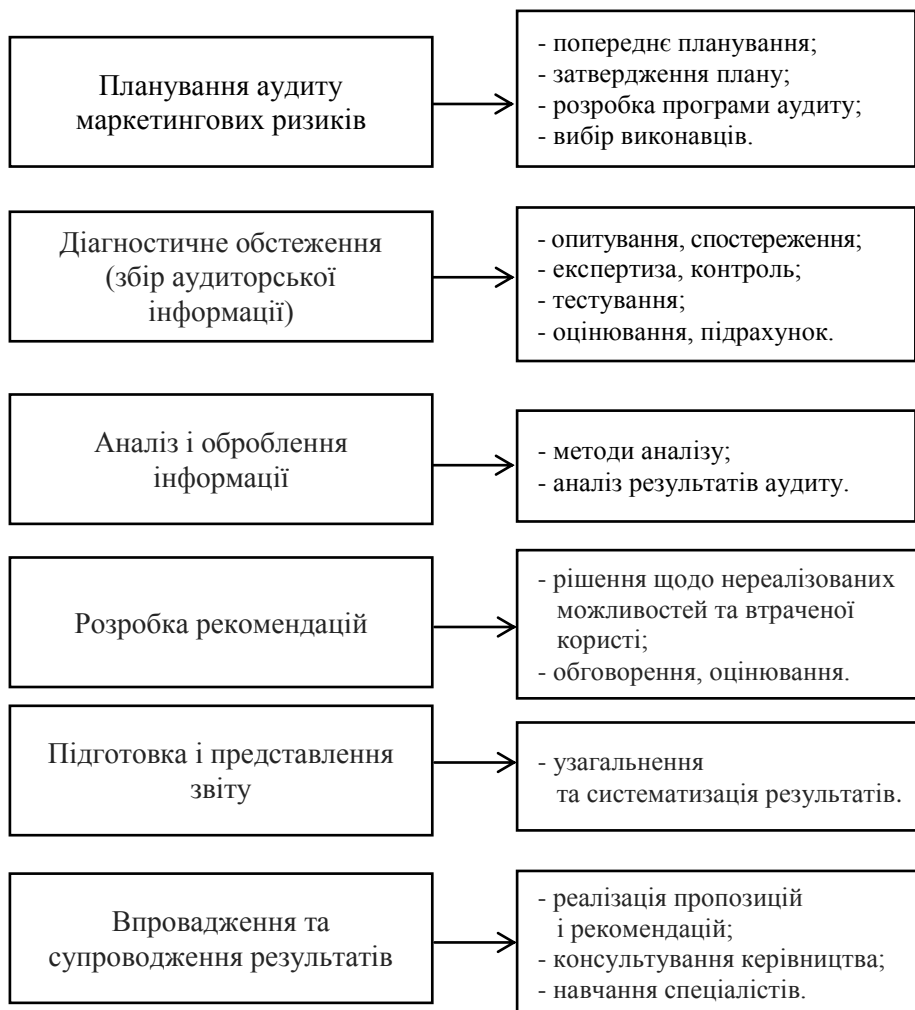 Планування аудиту
маркетингових ризиків
- попереднє планування;
- затвердження плану;
- розробка програми аудиту;
- вибір виконавців.
Діагностичне обстеження
(збір аудиторської
інформації)
- опитування, спостереження;
- експертиза, контроль;
- тестування;
- оцінювання, підрахунок.
Аналіз і оброблення
інформації
- методи аналізу;
- аналіз результатів аудиту.
Розробка рекомендацій
- рішення щодо нереалізованих
можливостей та втраченої
користі;
- обговорення, оцінювання.
Підготовка і представлення
звіту
- узагальнення
та систематизація результатів.
Впровадження та
супроводження результатів
- реалізація пропозицій
і рекомендацій;
- консультування керівництва;
- навчання спеціалістів.